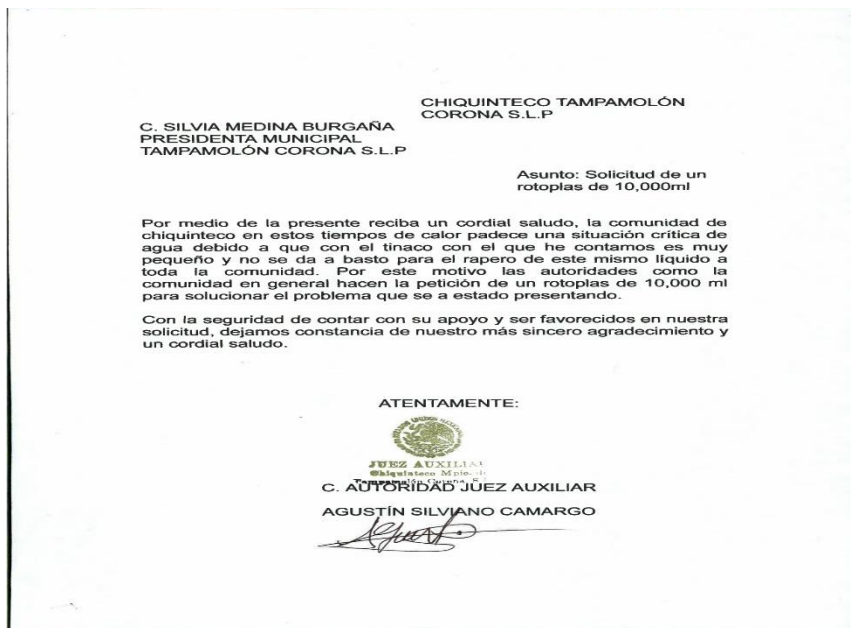 CHIQUINTECO TAMPAMOLÓN
CORONA S.L.P
C. SILVIA MEDINA BURGAÑA
PRESIDENTA MUNICIPAL
TAMPAMOLÓN CORONA S.L.P
Asunto: Solicitud de un
rotoplas de 10,000ml
Por medio de la presente reciba un cordial saludo, la comunidad de
chiquinteco en estos tiempos de calor padece una situación crítica de
agua debido a que con el tinaco con el que he contamos es muy
pequeño y no se da a basto para el rapero de este mismo líquido a
toda la comunidad. Por este motivo las autoridades como la
comunidad en general hacen la petición de un rotoplas de 10,000 ml
para solucionar el problema que se a estado presentando.
Con la seguridad de contar con su apoyo y ser favorecidos en nuestra
solicitud, dejamos constancia de nuestro más sincero agradecimiento y
un cordial saludo.
ATENTAMENTE:
JUEZ AUXILIAR
Chiquinteco Mpio.
Tampamolón Corona, S.
C. AUTORIDAD JUEZ AUXILIAR
AGUSTÍN SILVIANO CAMARGO